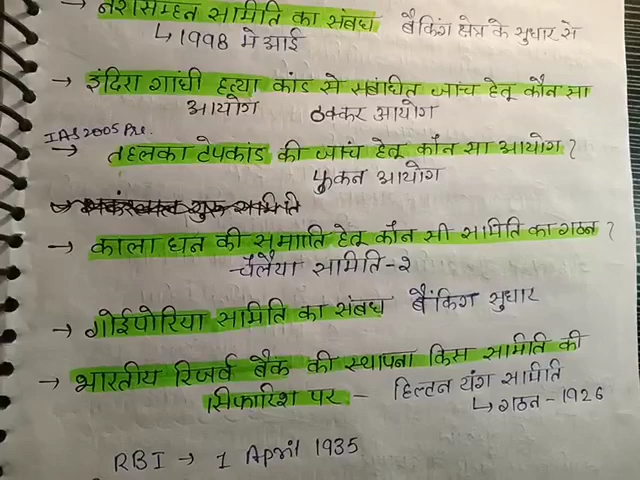 → नरसिम्हन समिति का संबंध बैंकिंग क्षेत्र के सुधार से
↳ 1998 मे आई
→ इंदिरा गांधी हत्या कांड से सबंधित जांच हेतू कौन सा
आयोग ठक्कर आयोग
IAS 2005 Pre.
→ तहलका टेपकांड की जांच हेतू कौन सा आयोग?
फुकन आयोग
→ काला धन की समाप्ति हेतू कौन सी समिति का गठन?
चेलैया समिति-2
→ गोईपोरिया समिति का संबंध बैंकिग सुधार
→ भारतीय रिजर्व बैंक की स्थापना किस समिति की
सिफारिश पर - हिल्टन यंग समिति
↳ गठन - 1926
RBI → 1 April 1935